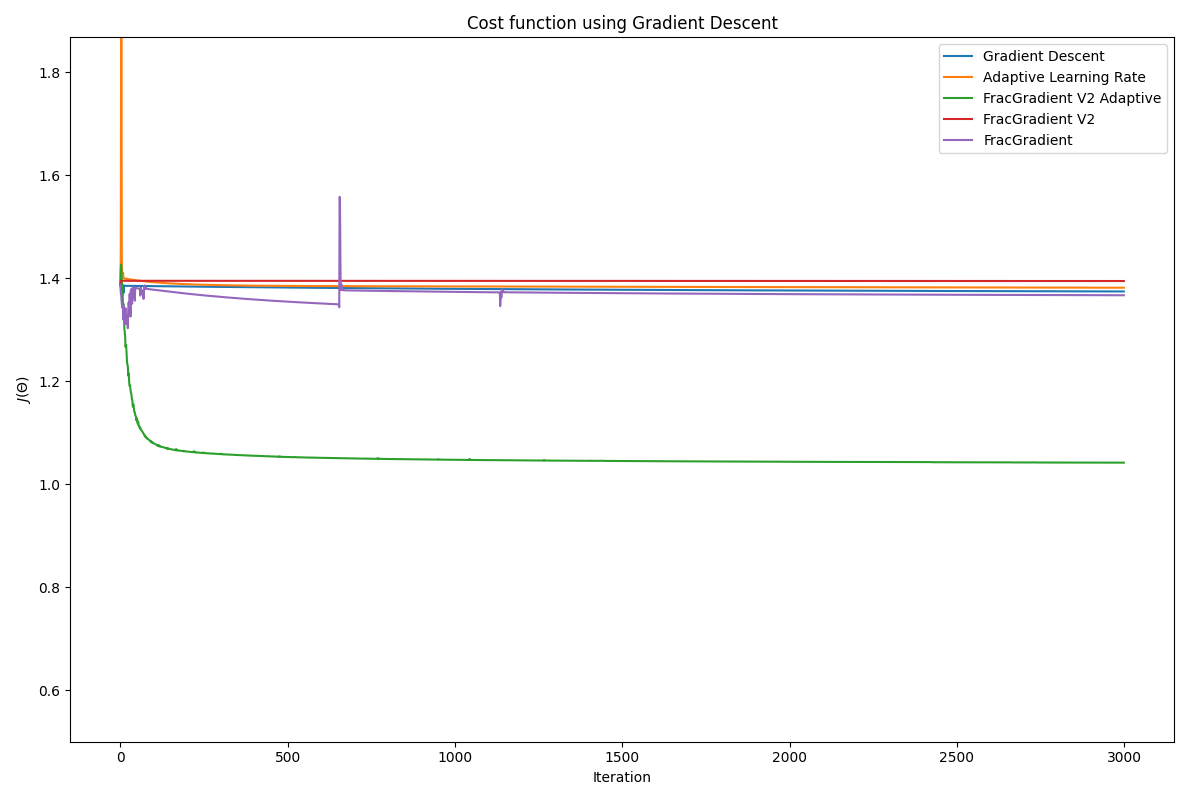 Cost function using Gradient Descent
Gradient Descent
Adaptive Learning Rate
FracGradient V2 Adaptive
FracGradient V2
FracGradient
J(Θ)
1.8
1.6
1.4
1.2
1.0
0.8
0.6
0 500 1000 1500 2000 2500 3000
Iteration